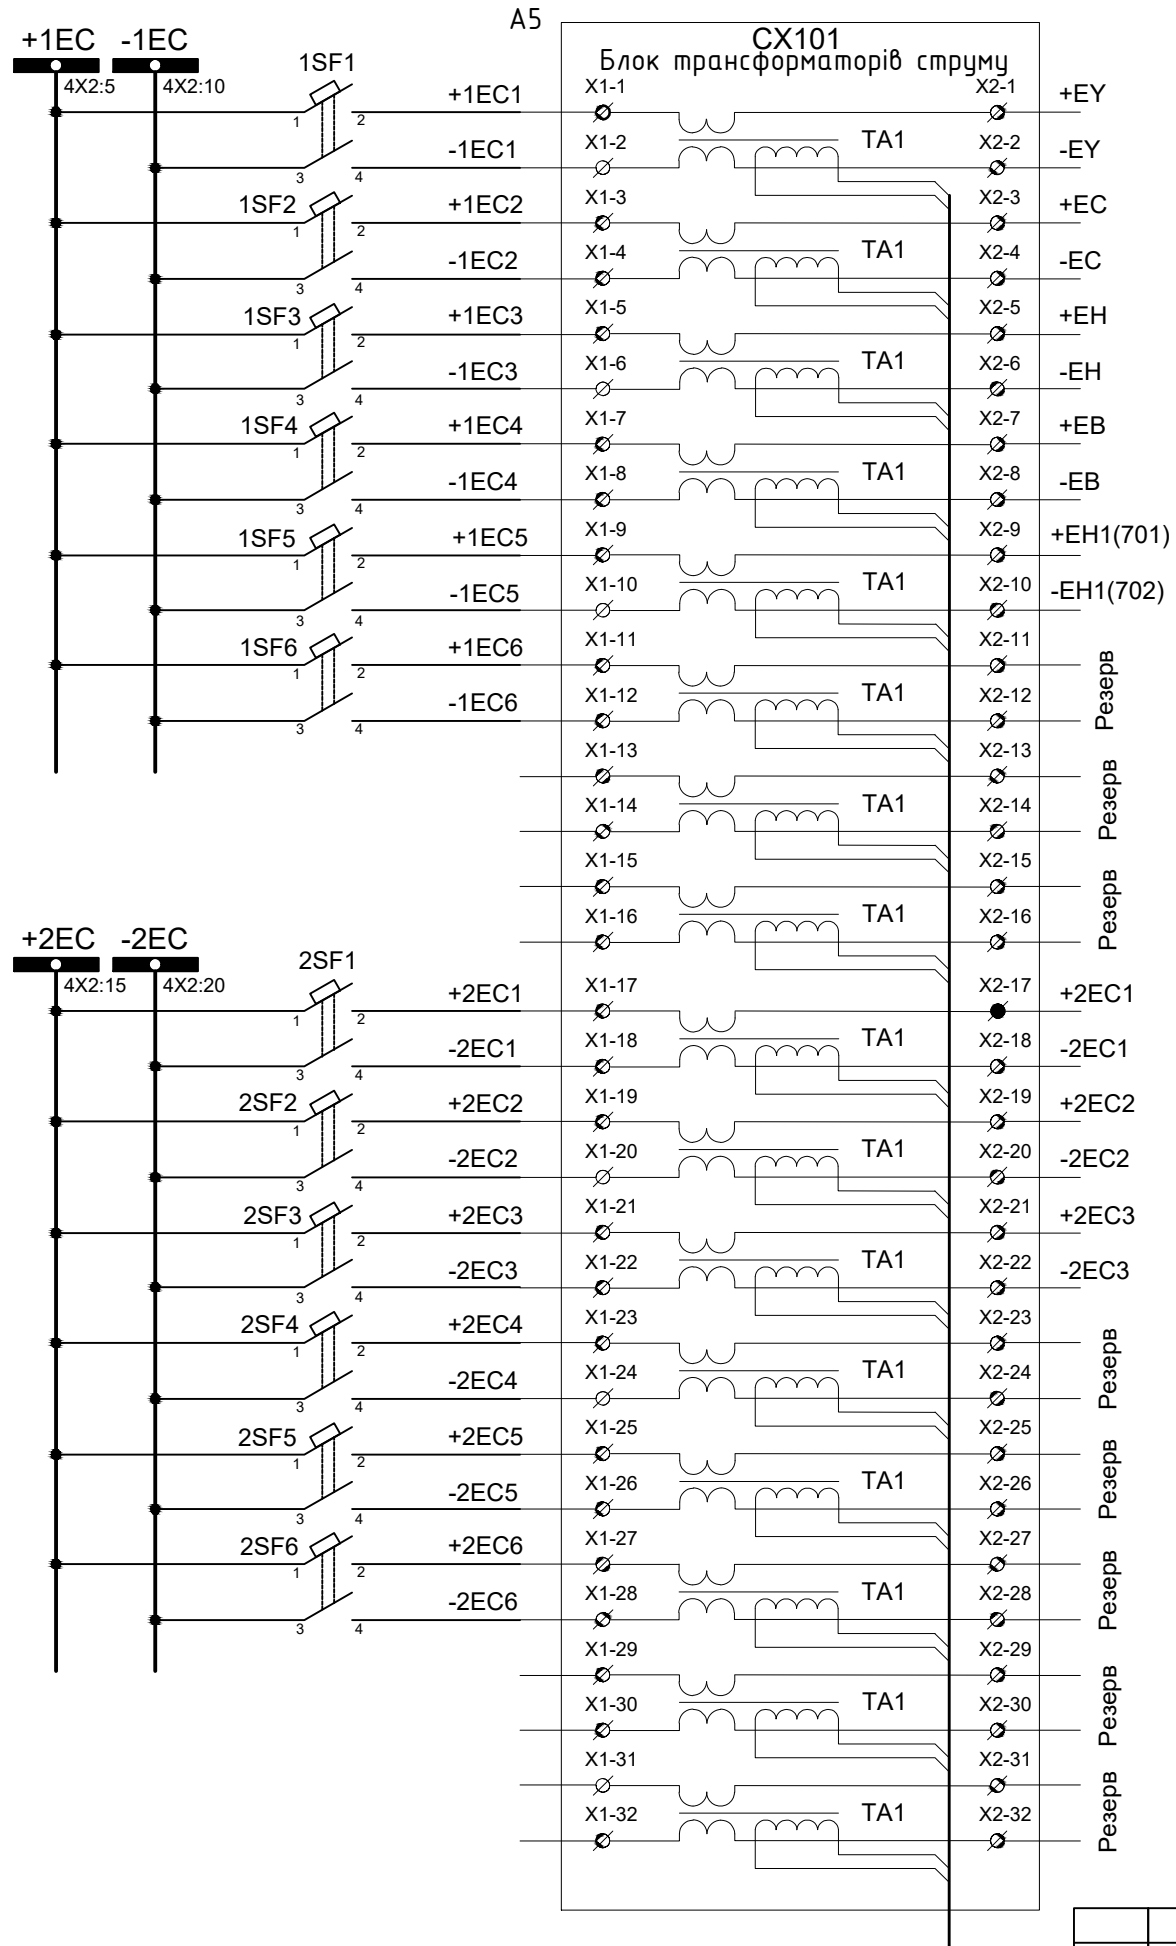 A5
CX101
Блок трансформаторів струму
+1EC -1EC
4X2:5 4X2:10
1SF1 1 2 +1EC1 X1-1 X2-1 +EY
3 4 -1EC1 X1-2 TA1 X2-2 -EY
1SF2 1 2 +1EC2 X1-3 X2-3 +EC
3 4 -1EC2 X1-4 TA1 X2-4 -EC
1SF3 1 2 +1EC3 X1-5 X2-5 +EH
3 4 -1EC3 X1-6 TA1 X2-6 -EH
1SF4 1 2 +1EC4 X1-7 X2-7 +EB
3 4 -1EC4 X1-8 TA1 X2-8 -EB
1SF5 1 2 +1EC5 X1-9 X2-9 +EH1(701)
3 4 -1EC5 X1-10 TA1 X2-10 -EH1(702)
1SF6 1 2 +1EC6 X1-11 X2-11 Резерв
3 4 -1EC6 X1-12 TA1 X2-12
X1-13 X2-13 Резерв
X1-14 TA1 X2-14
X1-15 X2-15 Резерв
X1-16 TA1 X2-16
+2EC -2EC
4X2:15 4X2:20
2SF1 1 2 +2EC1 X1-17 X2-17 +2EC1
3 4 -2EC1 X1-18 TA1 X2-18 -2EC1
2SF2 1 2 +2EC2 X1-19 X2-19 +2EC2
3 4 -2EC2 X1-20 TA1 X2-20 -2EC2
2SF3 1 2 +2EC3 X1-21 X2-21 +2EC3
3 4 -2EC3 X1-22 TA1 X2-22 -2EC3
2SF4 1 2 +2EC4 X1-23 X2-23 Резерв
3 4 -2EC4 X1-24 TA1 X2-24
2SF5 1 2 +2EC5 X1-25 X2-25 Резерв
3 4 -2EC5 X1-26 TA1 X2-26
2SF6 1 2 +2EC6 X1-27 X2-27 Резерв
3 4 -2EC6 X1-28 TA1 X2-28
X1-29 X2-29 Резерв
X1-30 TA1 X2-30
X1-31 X2-31 Резерв
X1-32 TA1 X2-32